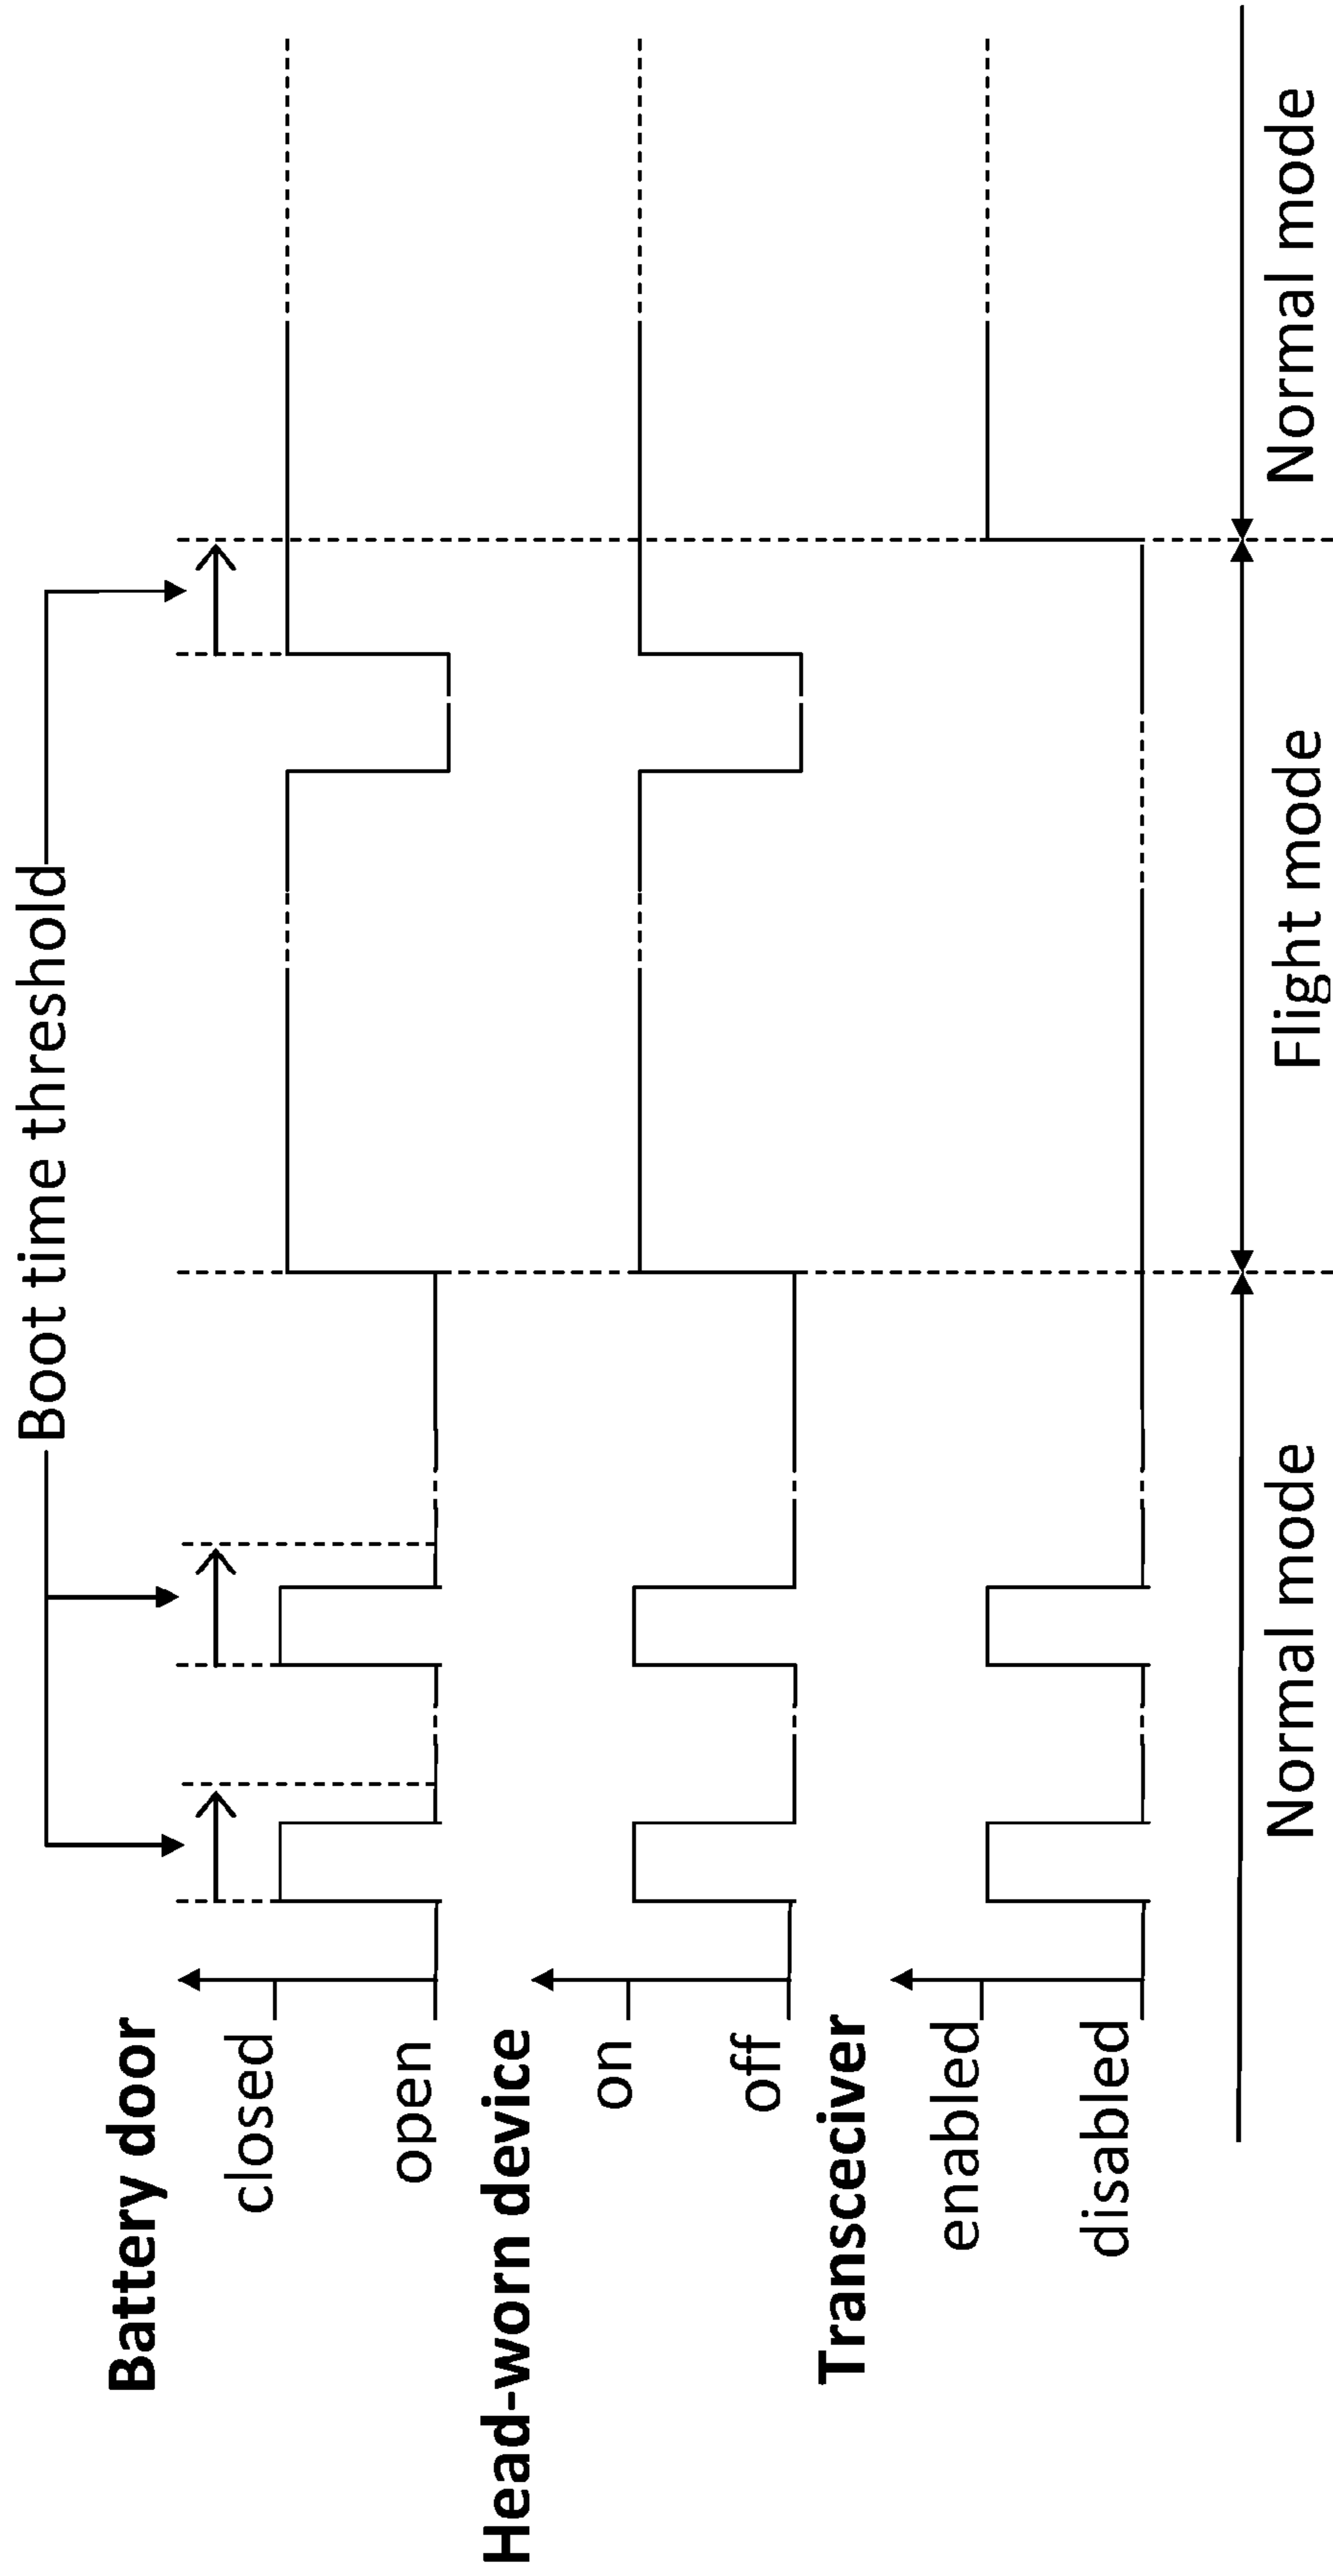 Boot time threshold
Battery door
closed
open
Head-worn device
on
off
Transceciver
enabled
disabled
Normal mode
Flight mode
Normal mode